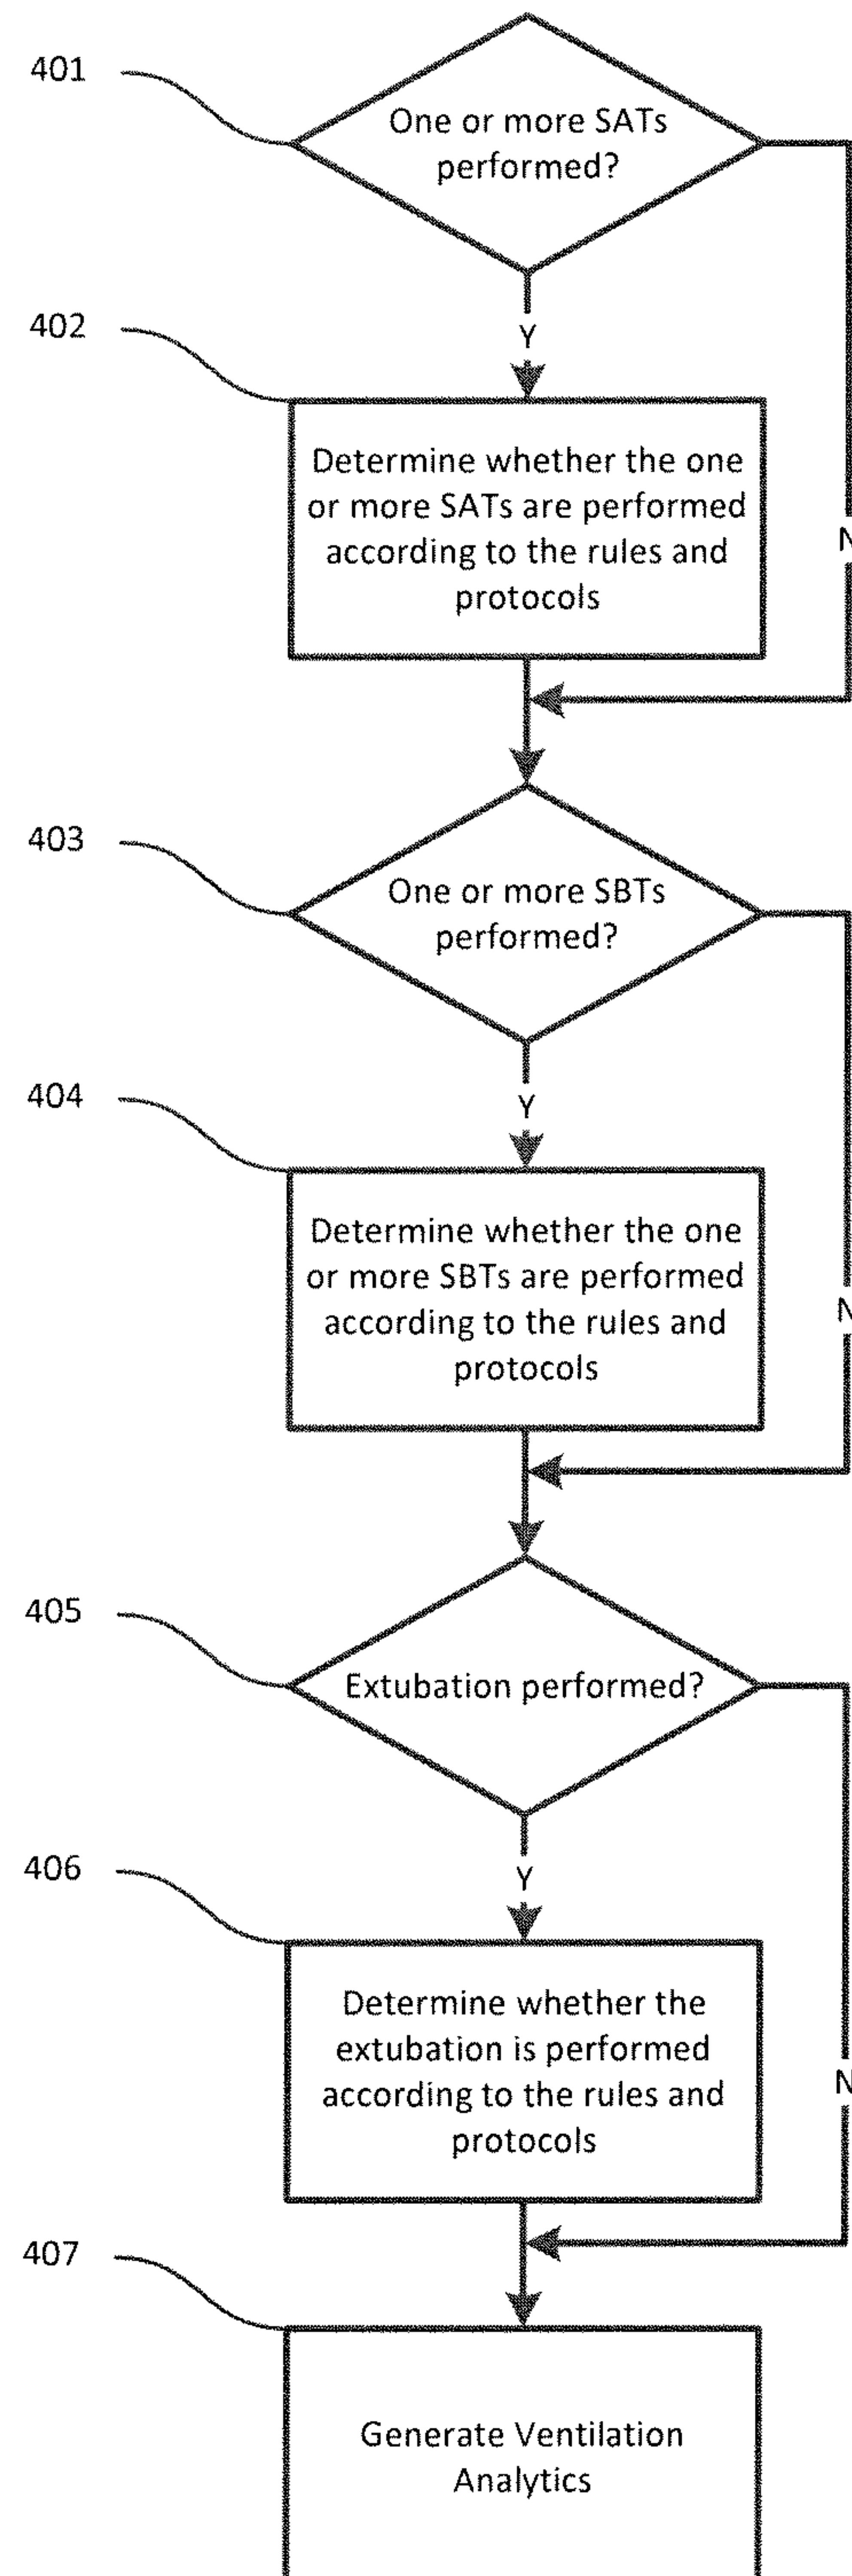 401
One or more SATs
performed?
Y
402
Determine whether the one
or more SATs are performed
according to the rules and
protocols
N
403
One or more SBTs
performed?
Y
404
Determine whether the one
or more SBTs are performed
according to the rules and
protocols
N
405
Extubation performed?
Y
406
Determine whether the
extubation is performed
according to the rules and
protocols
N
407
Generate Ventilation
Analytics